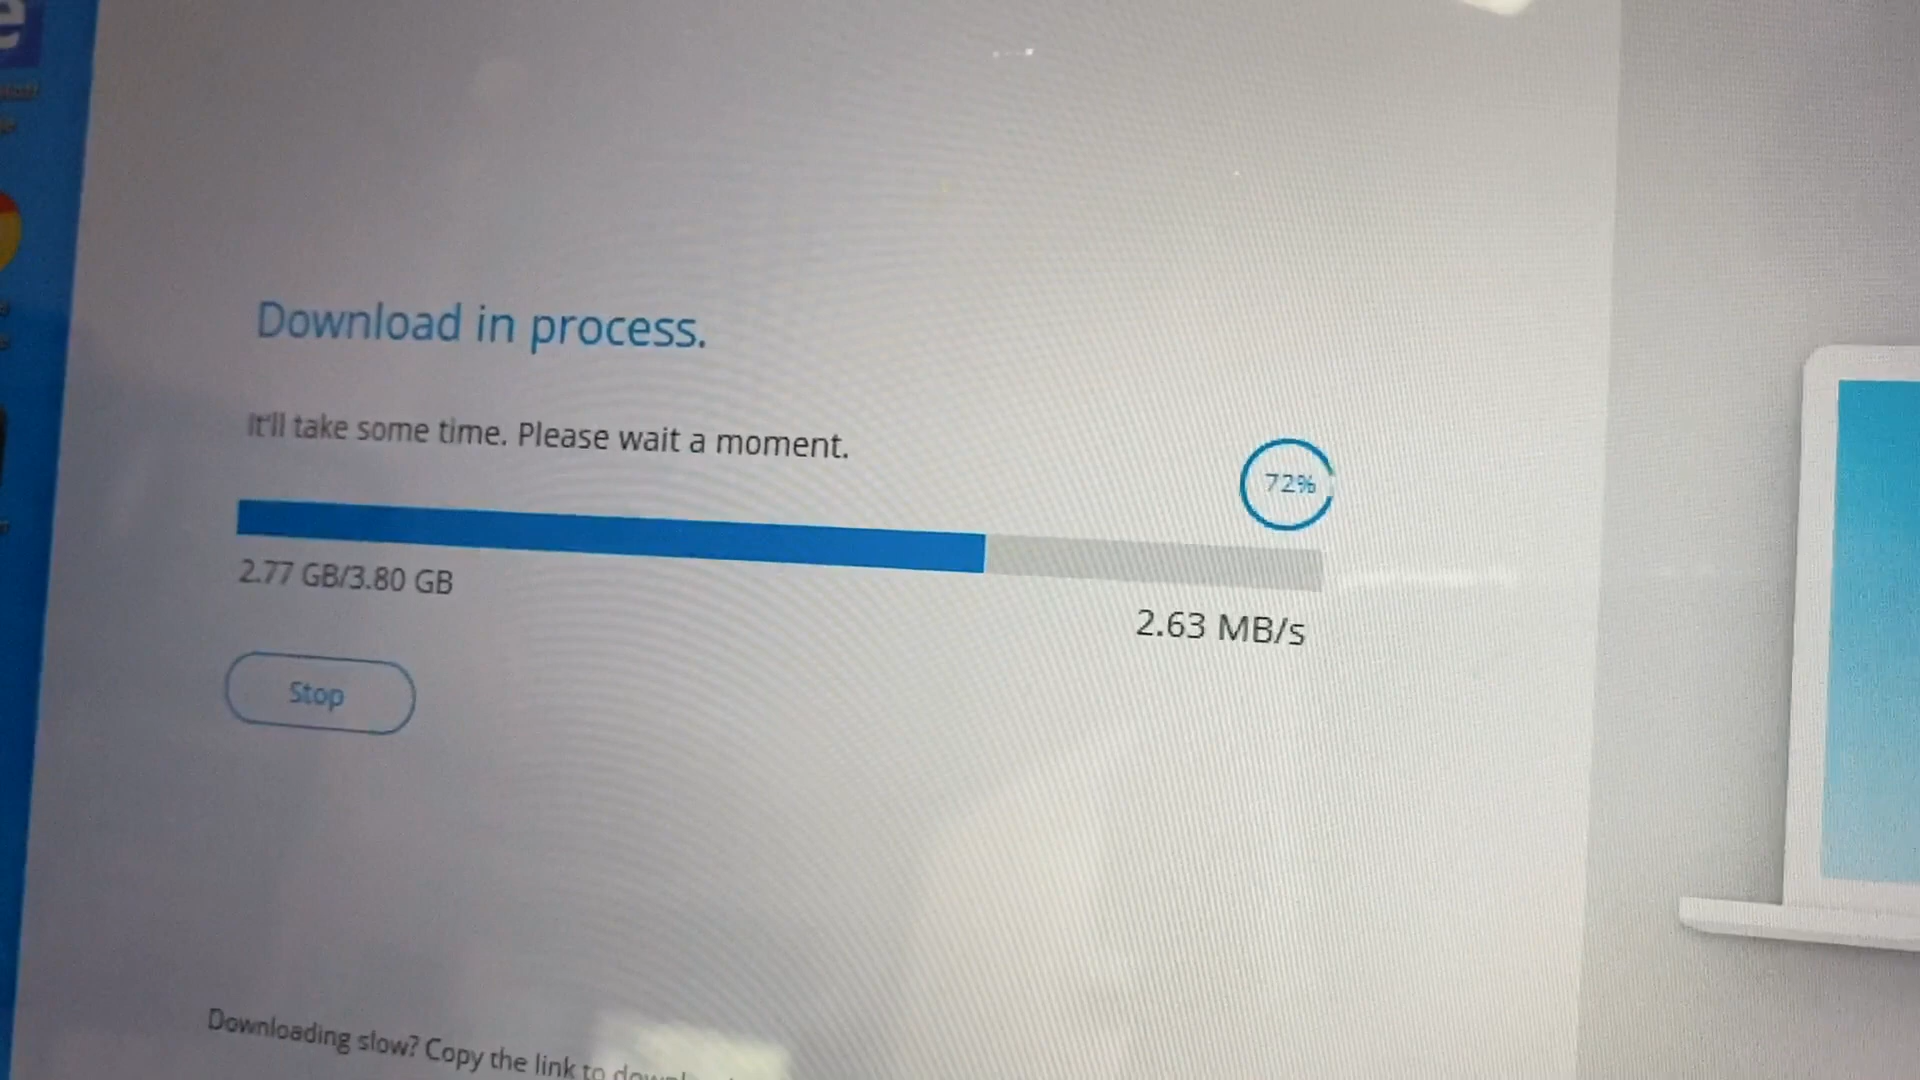 Download in process.
It'll take some time. Please wait a moment.
72%
2.77 GB/3.80 GB
2.63 MB/s
Stop
Downloading slow? Copy the link to